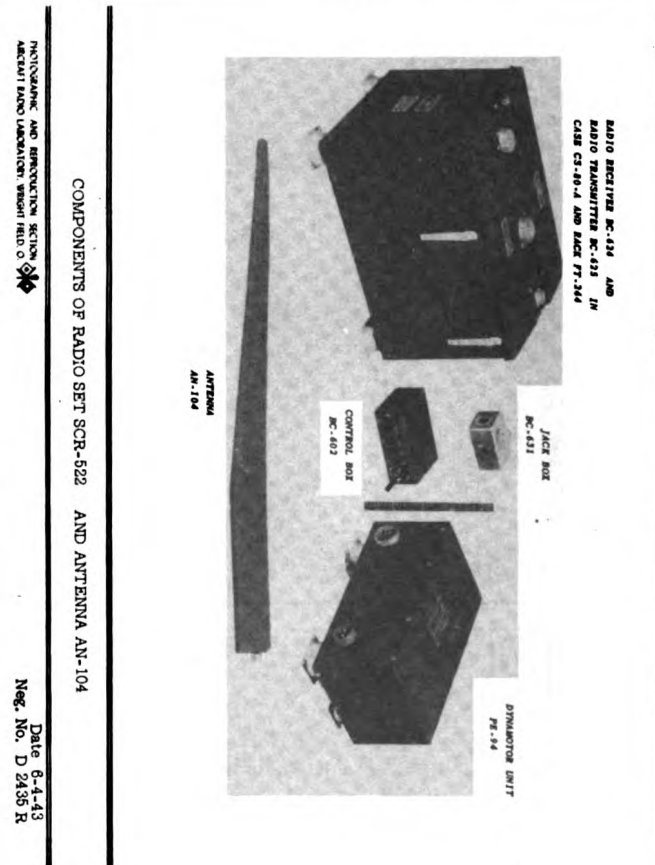 RADIO RECEIVER BC-624 AND
RADIO TRANSMITTER BC-625 IN
CASE CS-80-A AND RACK FT-244
JACK BOX
BC-631
CONTROL BOX
BC-602
DYNAMOTOR UNIT
PE-94
ANTENNA
AN-104
COMPONENTS OF RADIO SET SCR-522 AND ANTENNA AN-104
PHOTOGRAPHIC AND REPRODUCTION SECTION
AIRCRAFT RADIO LABORATORY, WRIGHT FIELD, O.
Date 6-4-43
Neg. No. D 2435 R